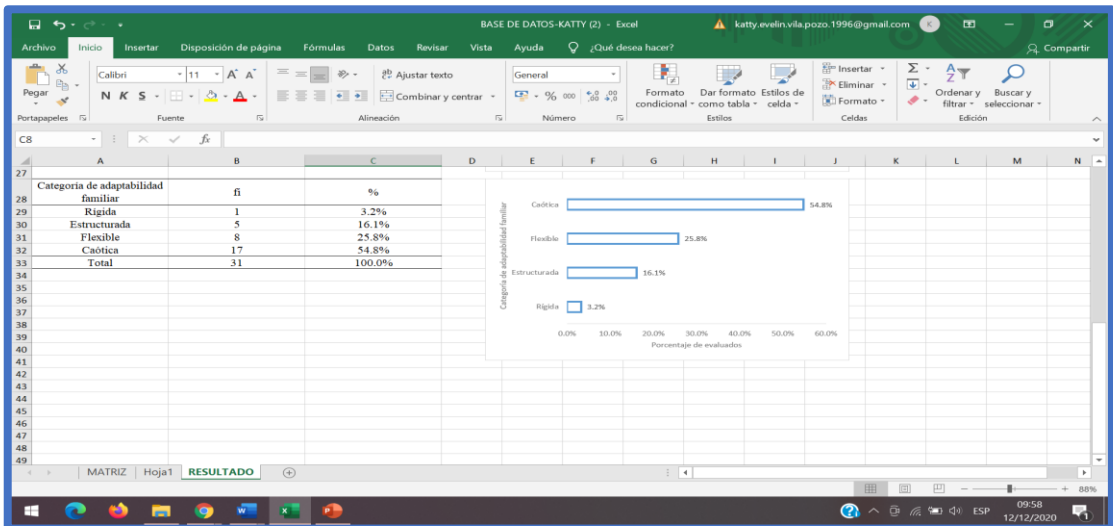 BASE DE DATOS-KATTY (2) - Excel
katty.evelin.vila.pozo.1996@gmail.com
K
Archivo Inicio Insertar Disposición de página Fórmulas Datos Revisar Vista Ayuda ¿Qué desea hacer? Compartir
Pegar
Calibri 11 A A
N K S
Ajustar texto
Combinar y centrar
General
% 000
Formato condicional
Dar formato como tabla
Estilos de celda
Insertar
Eliminar
Formato
Ordenar y filtrar
Buscar y seleccionar
Portapapeles Fuente Alineación Número Estilos Celdas Edición
C8 fx
A B C D E F G H I J K L M N
27
28 Categoría de adaptabilidad familiar fi %
29 Rígida 1 3.2%
30 Estructurada 5 16.1%
31 Flexible 8 25.8%
32 Caótica 17 54.8%
33 Total 31 100.0%
34
35
36
37
38
39
40
41
42
43
44
45
46
47
48
49
Categoría de adaptabilidad familiar
Caótica 54.8%
Flexible 25.8%
Estructurada 16.1%
Rígida 3.2%
0.0% 10.0% 20.0% 30.0% 40.0% 50.0% 60.0%
Porcentaje de evaluados
MATRIZ Hoja1 RESULTADO
88%
ESP
09:58
12/12/2020
1